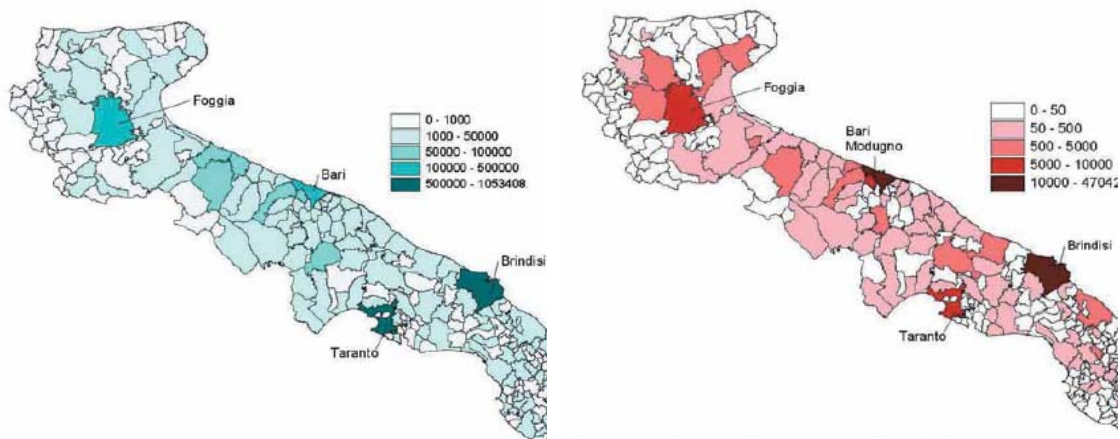 Foggia
0 - 1000
1000 - 50000
50000 - 100000
100000 - 500000
500000 - 1053408
Bari
Brindisi
Taranto
Foggia
0 - 50
50 - 500
500 - 5000
5000 - 10000
10000 - 47042
Bari
Modugno
Brindisi
Taranto